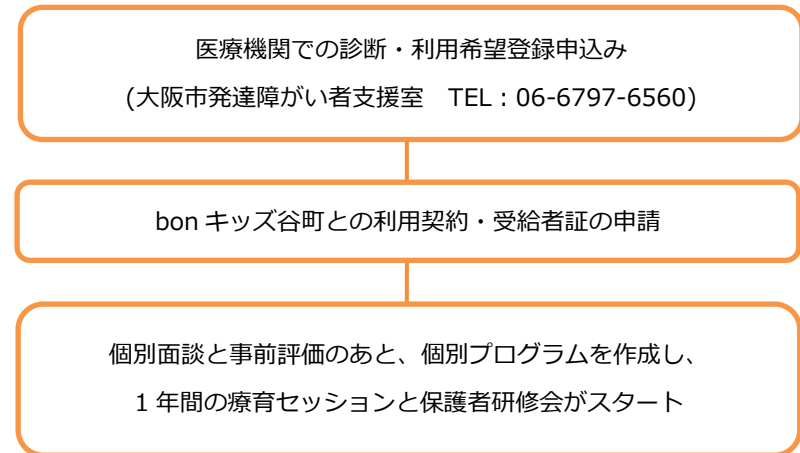 医療機関での診断・利用希望登録申込み
(大阪市発達障がい者支援室　TEL：06-6797-6560)
bon キッズ谷町との利用契約・受給者証の申請
個別面談と事前評価のあと、個別プログラムを作成し、
1 年間の療育セッションと保護者研修会がスタート